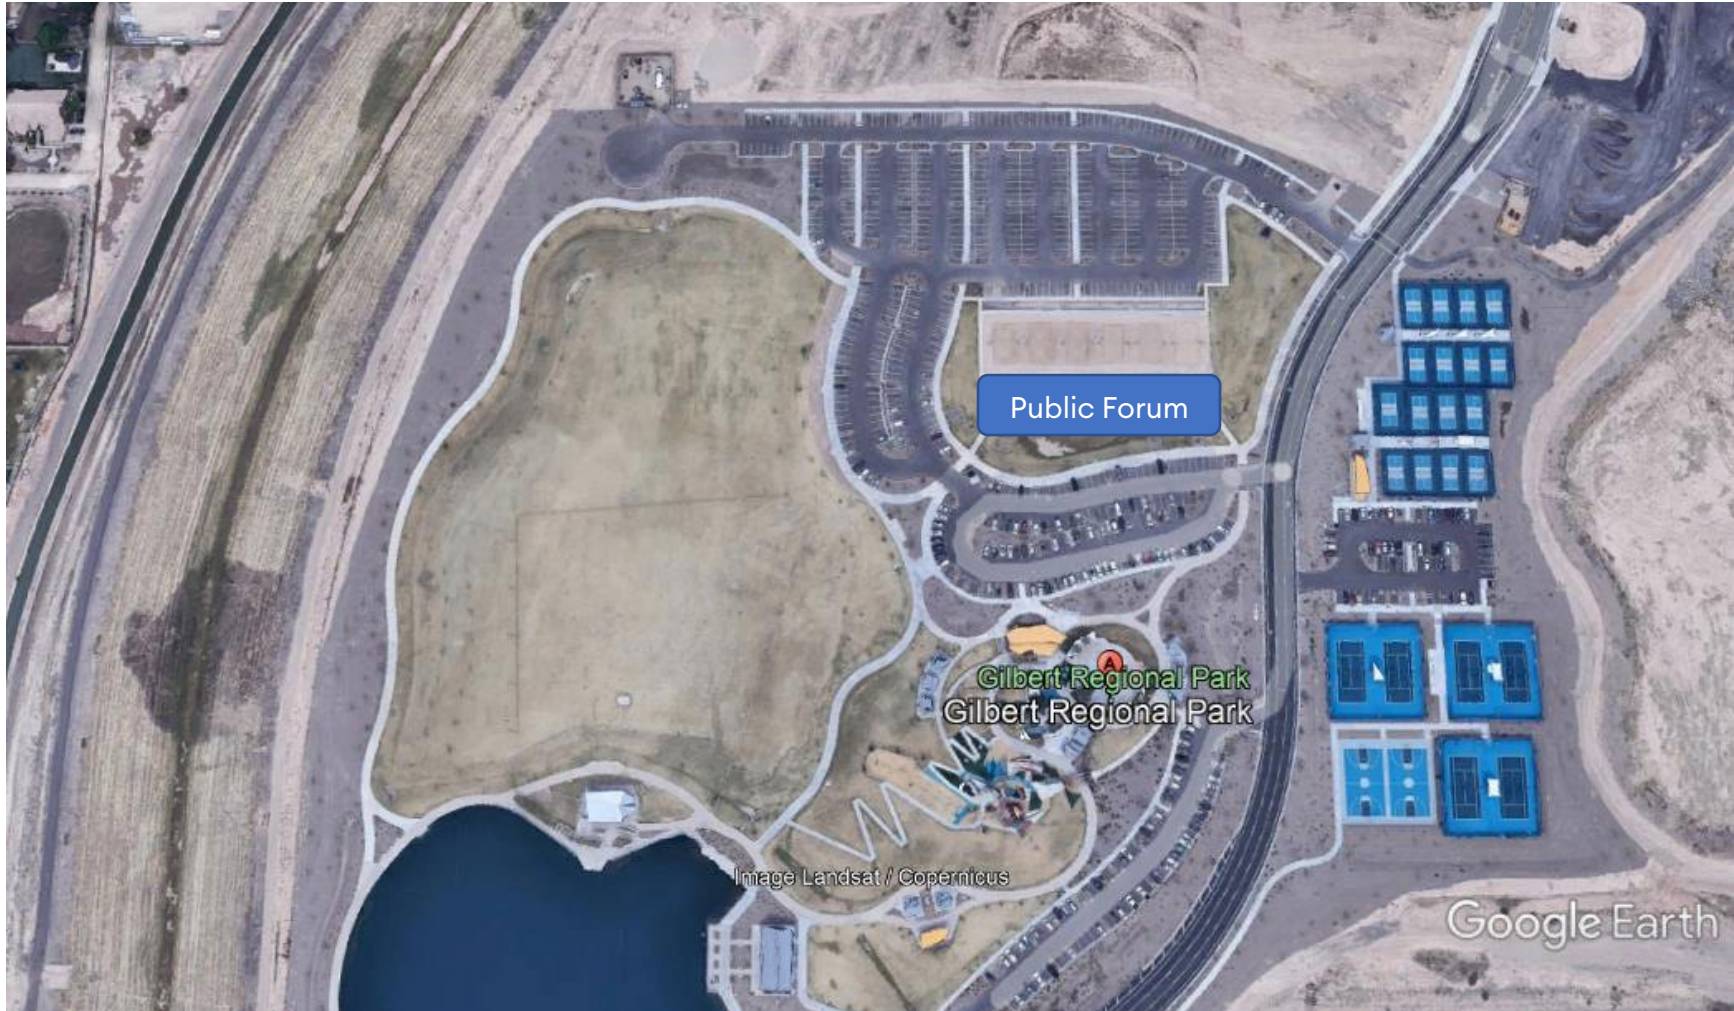 Public Forum
A
Gilbert Regional Park
Gilbert Regional Park
Image Landsat / Copernicus
Google Earth